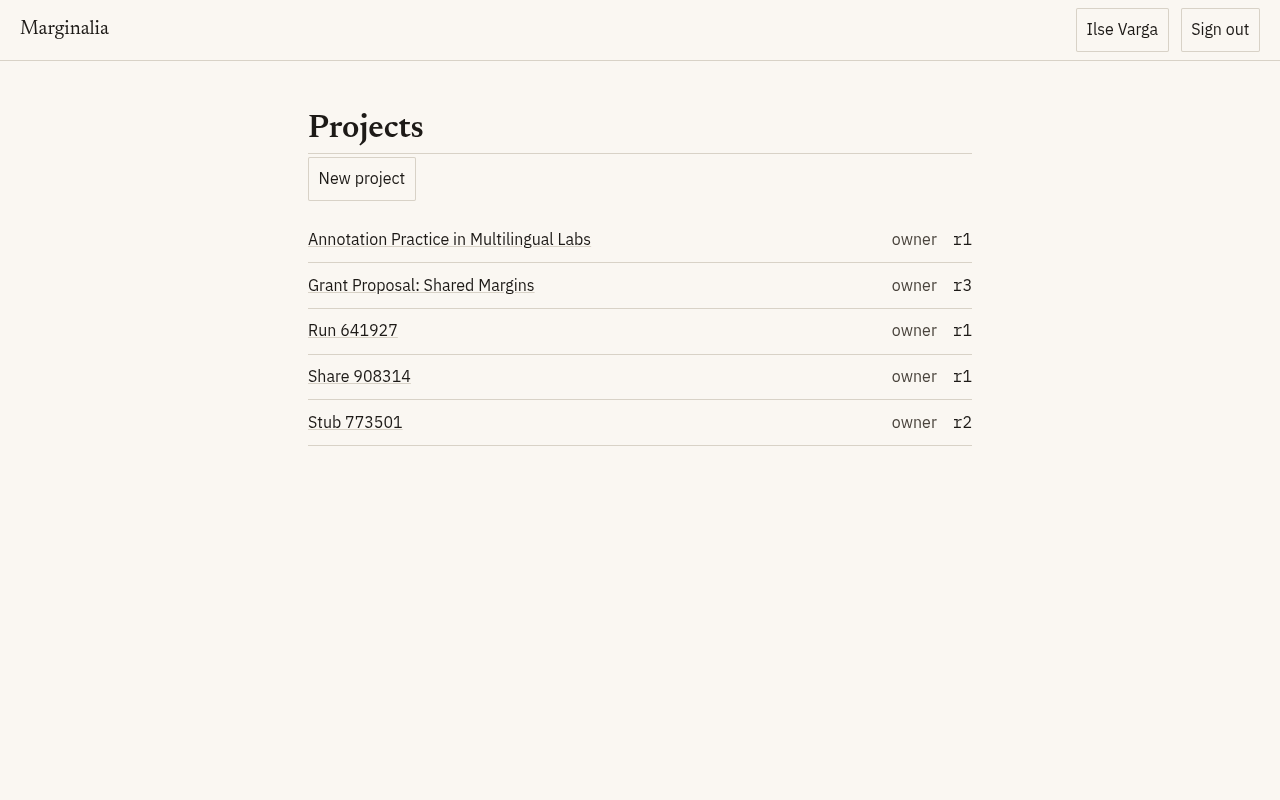 Marginalia
Ilse Varga
Sign out
Projects
New project
Annotation Practice in Multilingual Labs owner r1
Grant Proposal: Shared Margins owner r3
Run 641927 owner r1
Share 908314 owner r1
Stub 773501 owner r2